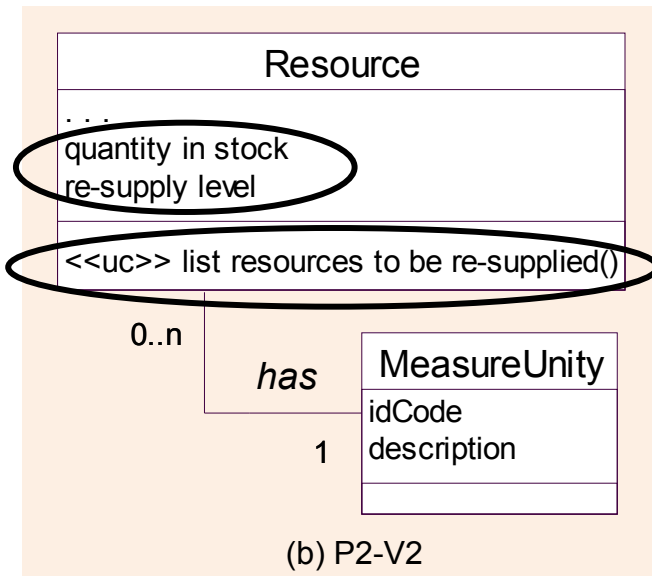 Resource
. . .
quantity in stock
re-supply level
<<uc>> list resources to be re-supplied()
0..n
has
MeasureUnity
idCode
1
description
(b) P2-V2